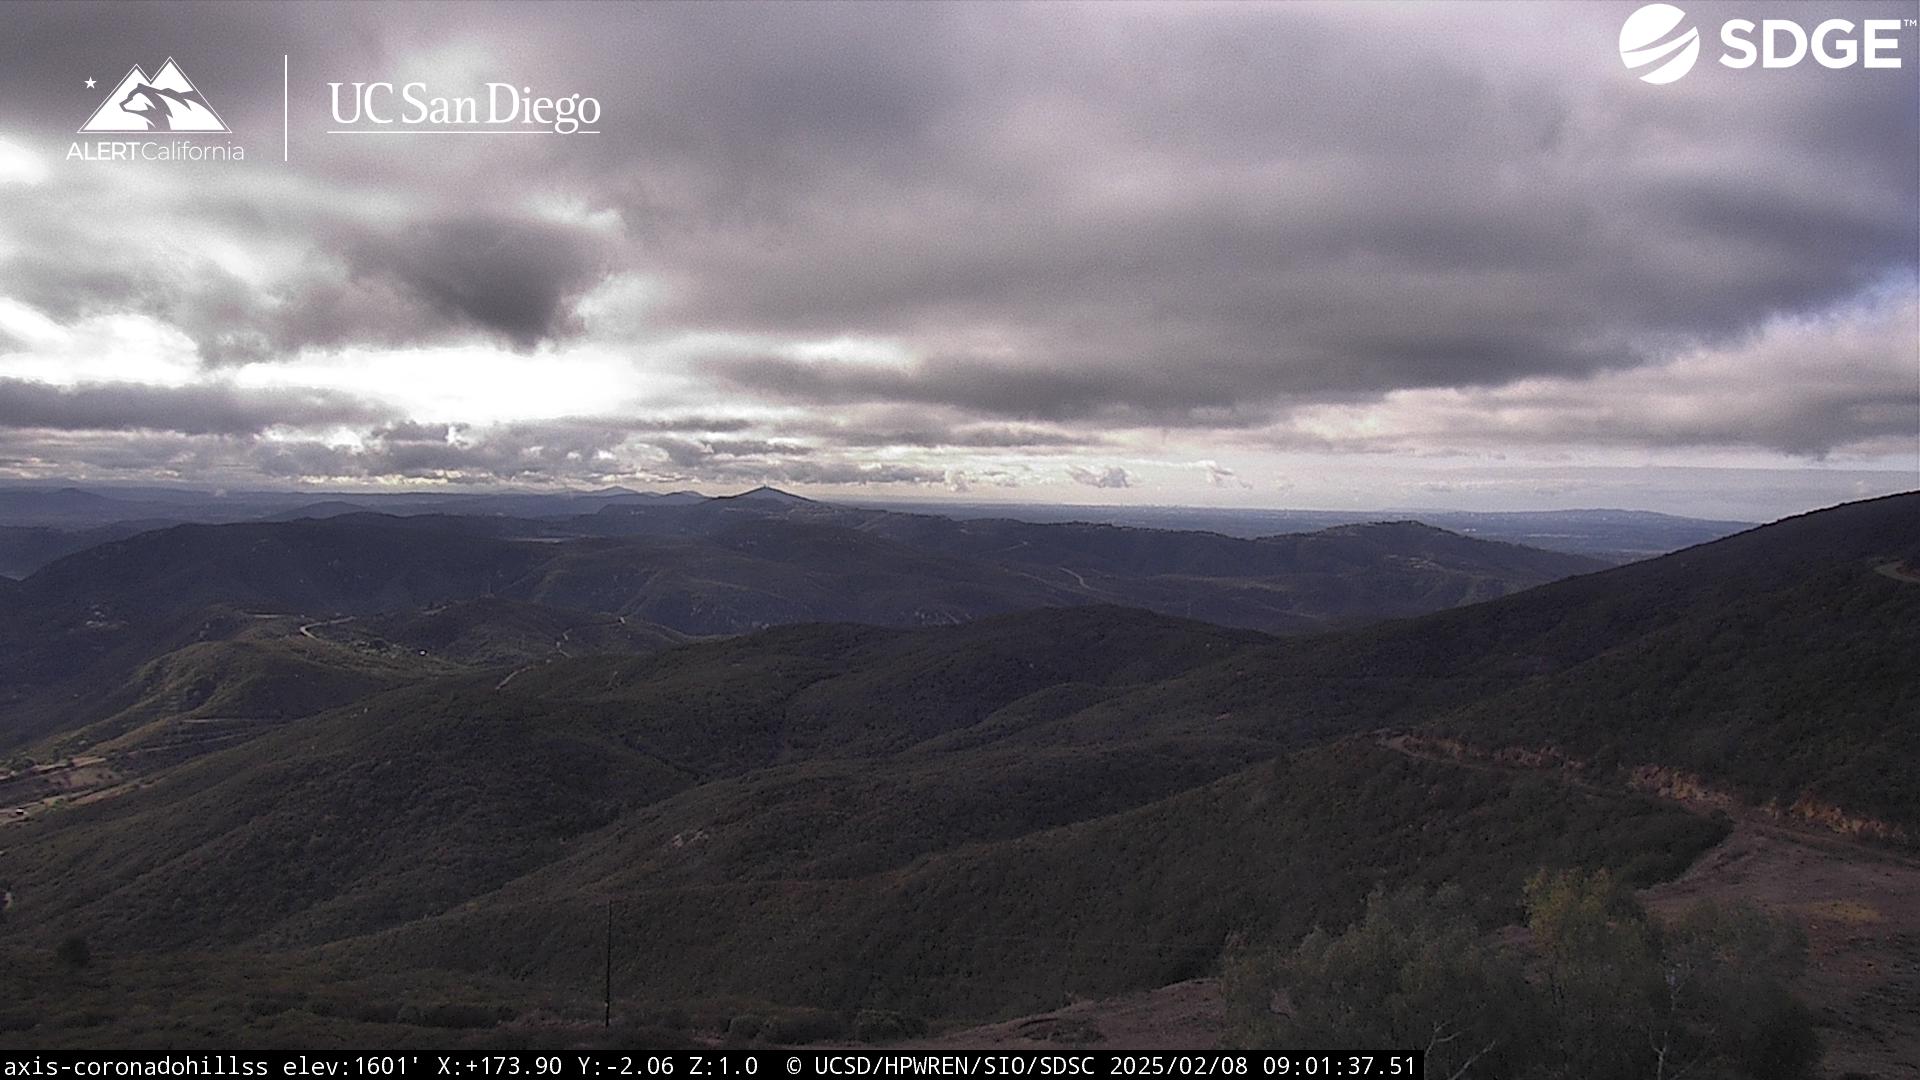 ALERTCalifornia
UC San Diego
SDGE™
axis-coronadohillss elev:1601' X:+173.90 Y:-2.06 Z:1.0 © UCSD/HPWREN/SIO/SDSC 2025/02/08 09:01:37.51